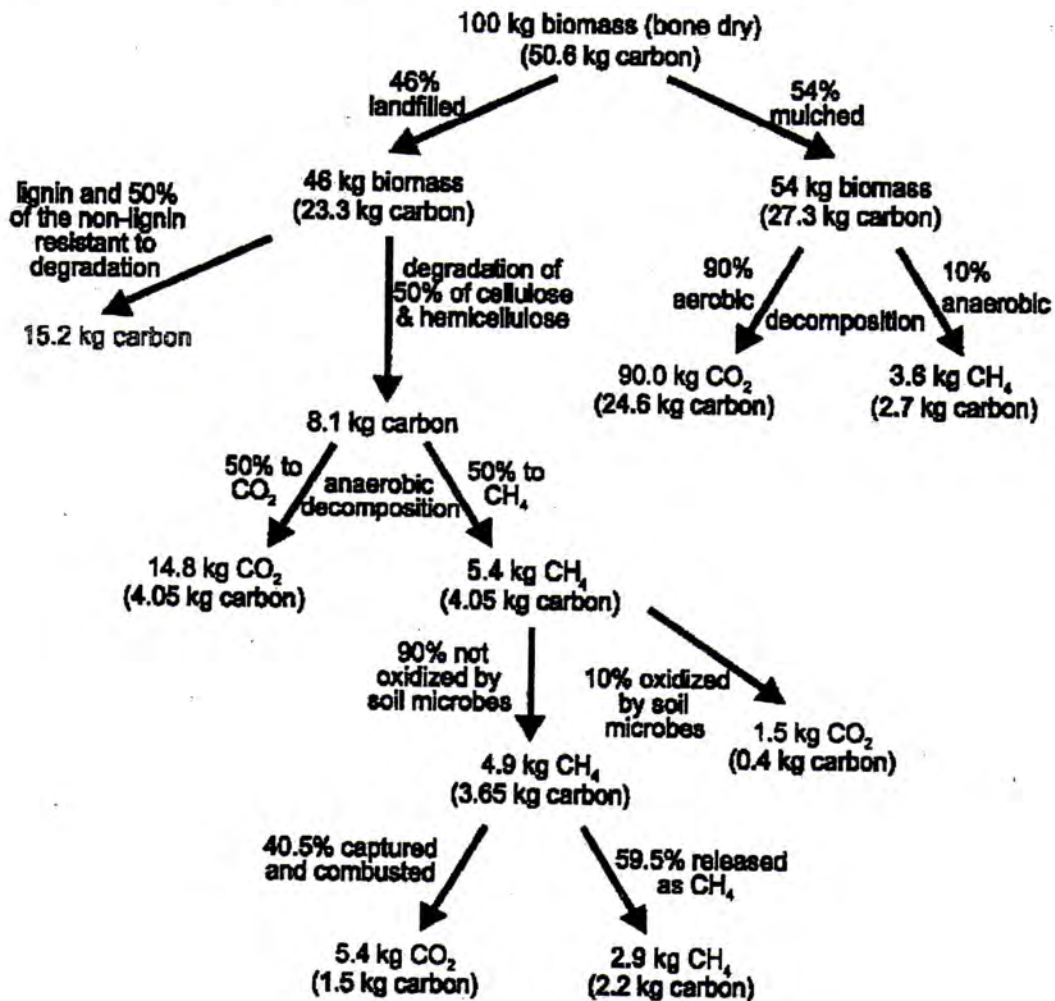 100 kg biomass (bone dry)
(50.6 kg carbon)
46%
landfilled
54%
mulched
46 kg biomass
(23.3 kg carbon)
54 kg biomass
(27.3 kg carbon)
lignin and 50%
of the non-lignin
resistant to
degradation
15.2 kg carbon
degradation of
50% of cellulose
& hemicellulose
90%
aerobic
10%
anaerobic
decomposition
90.0 kg CO₂
(24.6 kg carbon)
3.6 kg CH₄
(2.7 kg carbon)
8.1 kg carbon
50% to
CO₂
anaerobic
decomposition
50% to
CH₄
14.8 kg CO₂
(4.05 kg carbon)
5.4 kg CH₄
(4.05 kg carbon)
90% not
oxidized by
soil microbes
10% oxidized
by soil
microbes
1.5 kg CO₂
(0.4 kg carbon)
4.9 kg CH₄
(3.65 kg carbon)
40.5% captured
and combusted
59.5% released
as CH₄
5.4 kg CO₂
(1.5 kg carbon)
2.9 kg CH₄
(2.2 kg carbon)